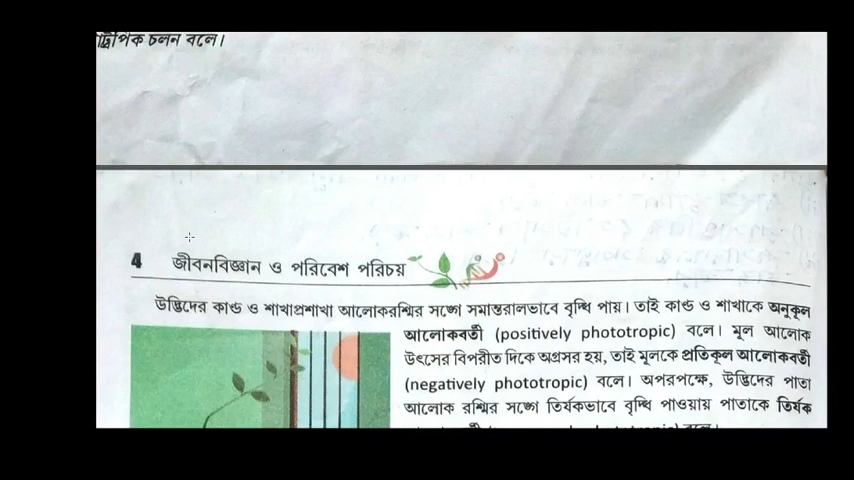 ট্রপিক চলন বলে।
4 জীবনবিজ্ঞান ও পরিবেশ পরিচয়
উদ্ভিদের কাণ্ড ও শাখাপ্রশাখা আলোকরশ্মির সঙ্গে সমান্তরালভাবে বৃদ্ধি পায়। তাই কাণ্ড ও শাখাকে অনুকূল
আলোকবর্তী (positively phototropic) বলে। মূল আলোক
উৎসের বিপরীত দিকে অগ্রসর হয়, তাই মূলকে প্রতিকূল আলোকবর্তী
(negatively phototropic) বলে। অপরপক্ষে, উদ্ভিদের পাতা
আলোক রশ্মির সঙ্গে তির্যকভাবে বৃদ্ধি পাওয়ায় পাতাকে তির্যক